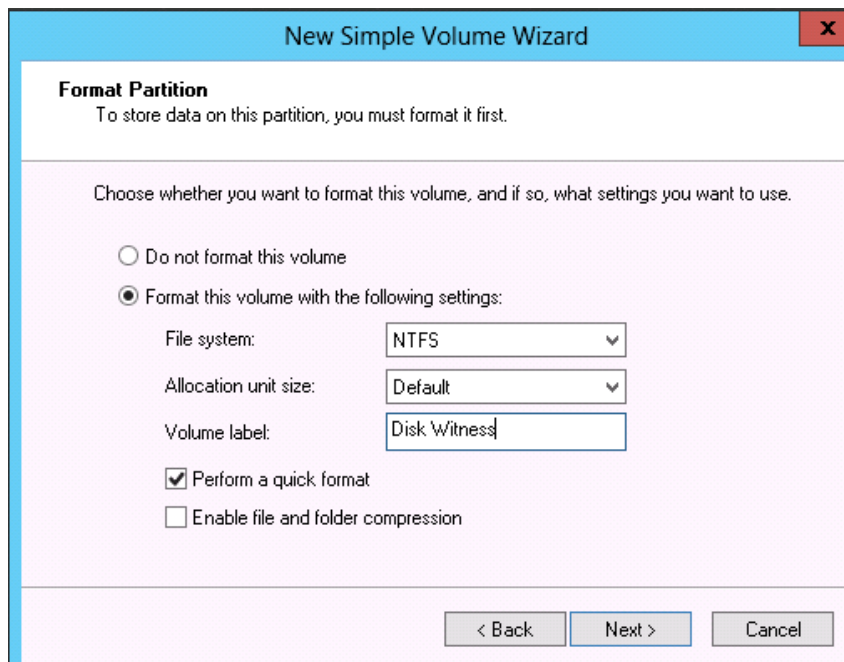 New Simple Volume Wizard
x
Format Partition
To store data on this partition, you must format it first.
Choose whether you want to format this volume, and if so, what settings you want to use.
Do not format this volume
Format this volume with the following settings:
File system: NTFS
Allocation unit size: Default
Volume label: Disk Witness
Perform a quick format
Enable file and folder compression
< Back Next > Cancel